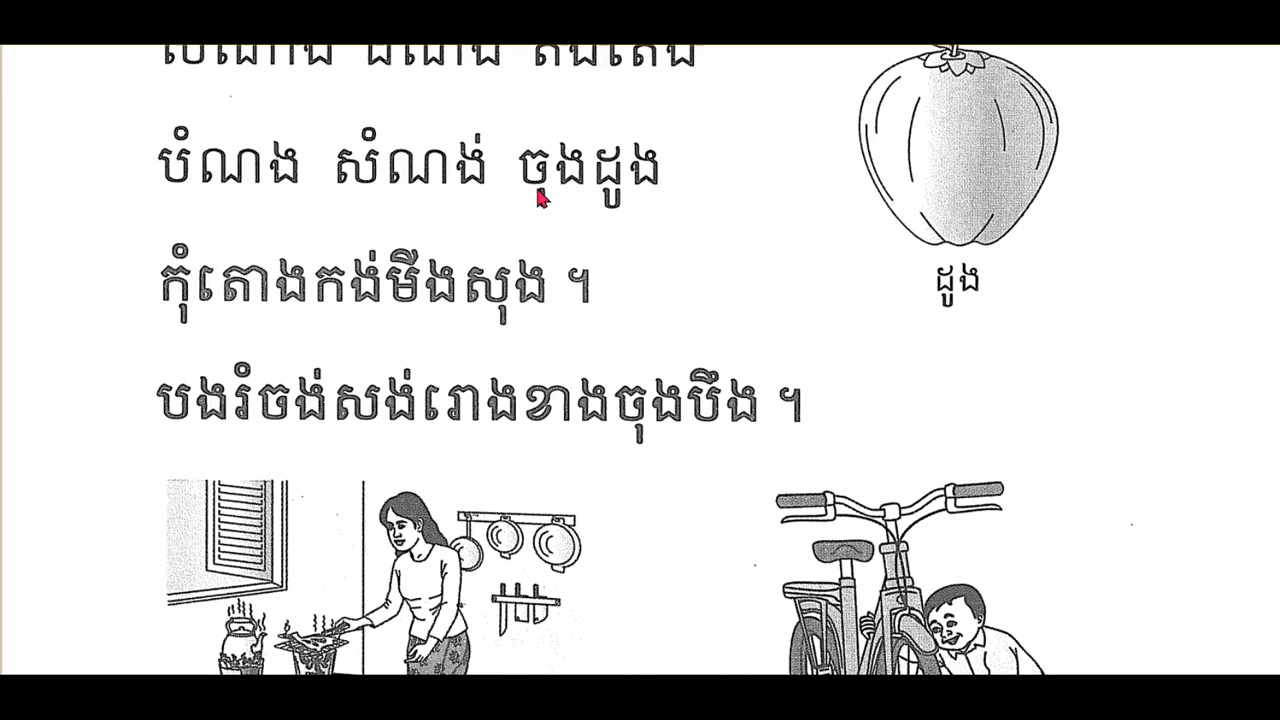 បំណង សំណង់ ចុងដូង
ដូង
កុំតោងកង់មីងសុង ។
បងរំចង់សង់រោងខាងចុងបឹង ។